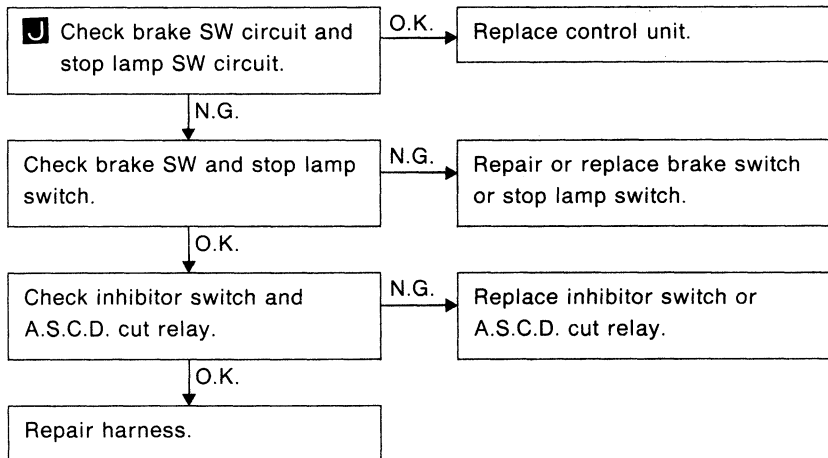 J Check brake SW circuit and
stop lamp SW circuit.
O.K.
Replace control unit.
N.G.
Check brake SW and stop lamp
switch.
N.G.
Repair or replace brake switch
or stop lamp switch.
O.K.
Check inhibitor switch and
A.S.C.D. cut relay.
N.G.
Replace inhibitor switch or
A.S.C.D. cut relay.
O.K.
Repair harness.